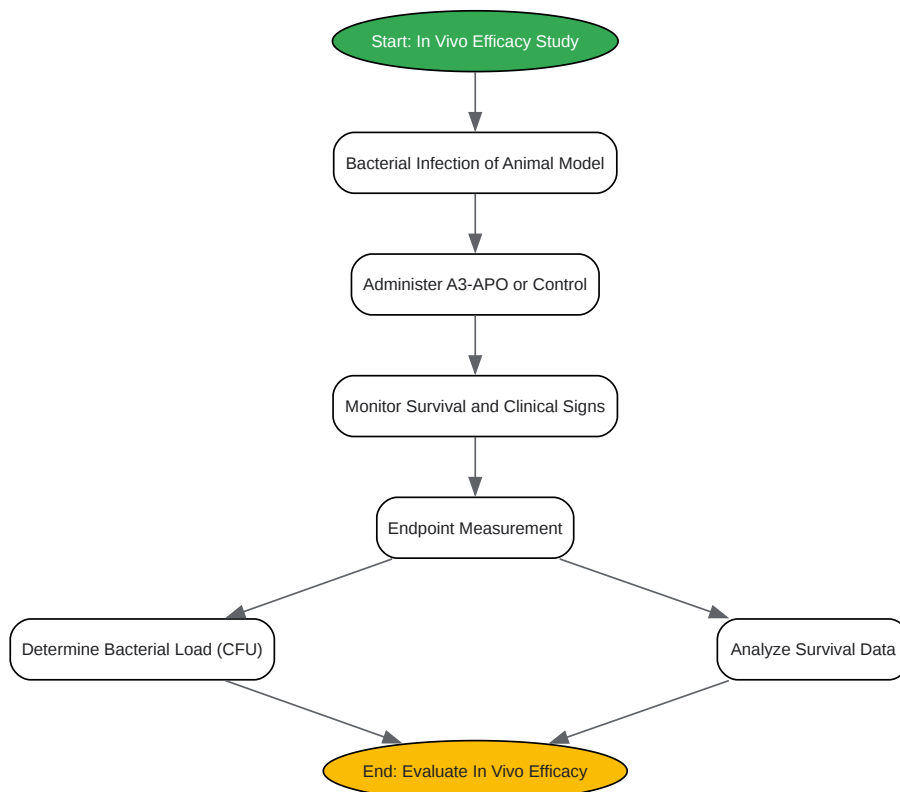 Start: In Vivo Efficacy Study
Bacterial Infection of Animal Model
Administer A3-APO or Control
Monitor Survival and Clinical Signs
Endpoint Measurement
Determine Bacterial Load (CFU)
Analyze Survival Data
End: Evaluate In Vivo Efficacy